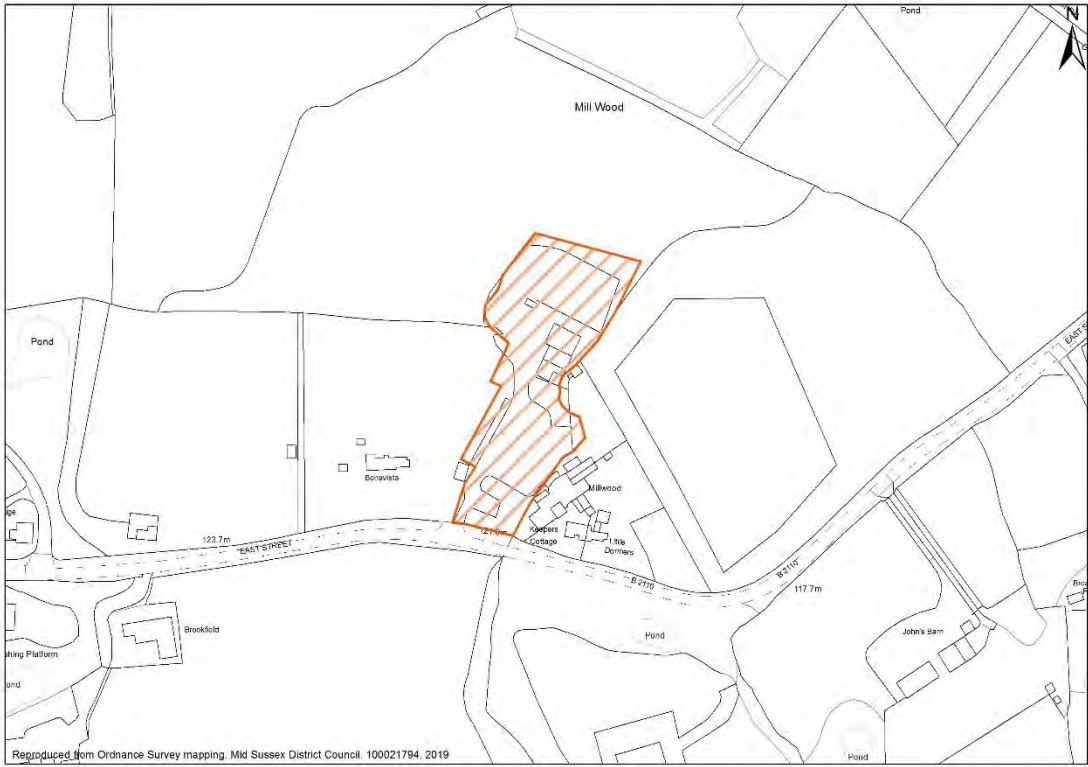 Pond
N
Mill Wood
Pond
Bonavista
Millwood
Keepers
Cottage
Little
Dormers
123.7m
EAST STREET
B 2110
B 2110
117.7m
Brookfield
Pond
John's Barn
Pond
Reproduced from Ordnance Survey mapping. Mid Sussex District Council. 100021794. 2019